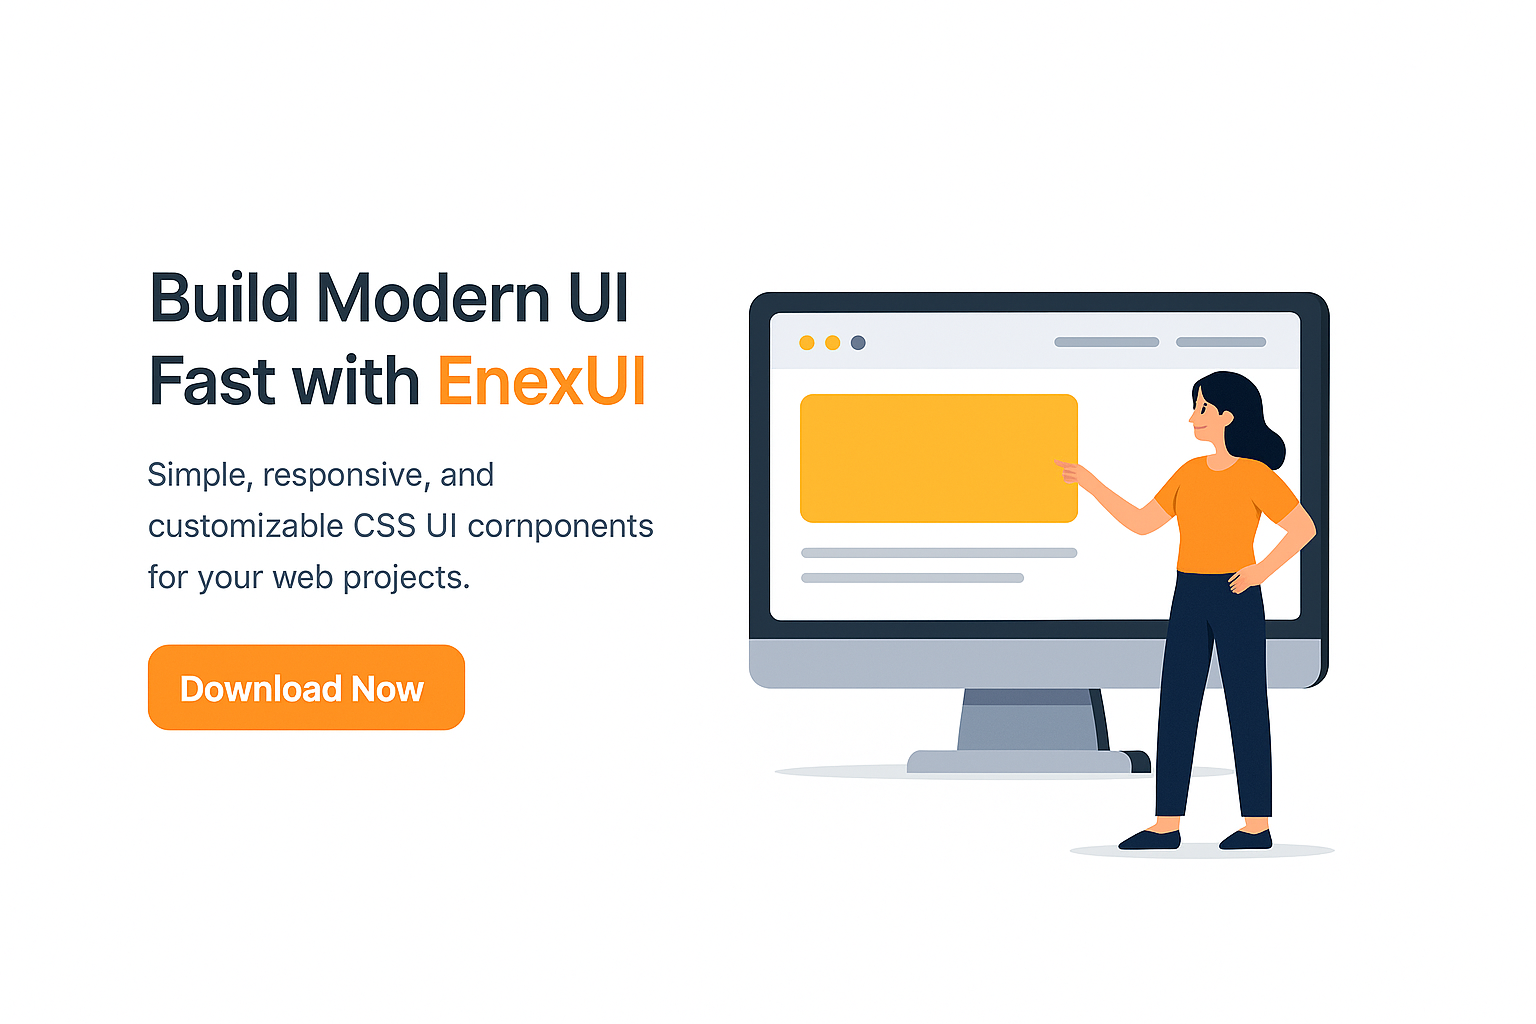 Build Modern UI
Fast with EnexUI
Simple, responsive, and
customizable CSS UI cornponents
for your web projects.
Download Now